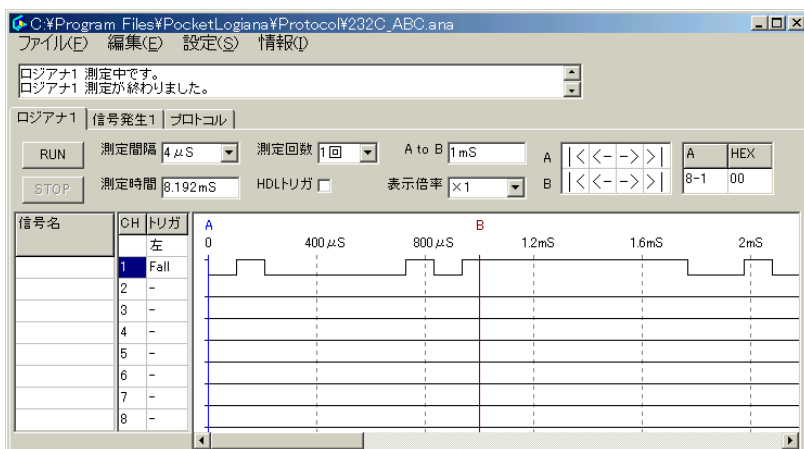 C:¥Program Files¥PocketLogiana¥Protocol¥232C_ABC.ana
ファイル(F) 編集(E) 設定(S) 情報(I)
ロジアナ1 測定中です。
ロジアナ1 測定が終わりました。
ロジアナ1 信号発生1 プロトコル
RUN 測定間隔 4μS 測定回数 1回 A to B 1mS A |< <- -> >| A HEX
STOP 測定時間 8.192mS HDLトリガ 表示倍率 ×1 B |< <- -> >| 8-1 00
信号名 CH トリガ A B
左 0 400μS 800μS 1.2mS 1.6mS 2mS
1 Fall
2 -
3 -
4 -
5 -
6 -
7 -
8 -